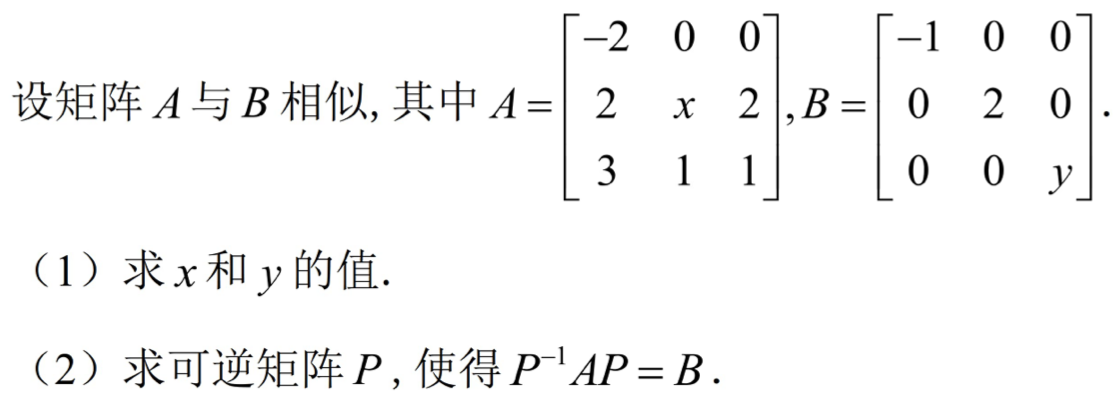 设矩阵 A 与 B 相似, 其中 A = \begin{bmatrix} -2 & 0 & 0 \\ 2 & x & 2 \\ 3 & 1 & 1 \end{bmatrix}, B = \begin{bmatrix} -1 & 0 & 0 \\ 0 & 2 & 0 \\ 0 & 0 & y \end{bmatrix}.
（1）求 x 和 y 的值.
（2）求可逆矩阵 P , 使得 P^{-1}AP = B .